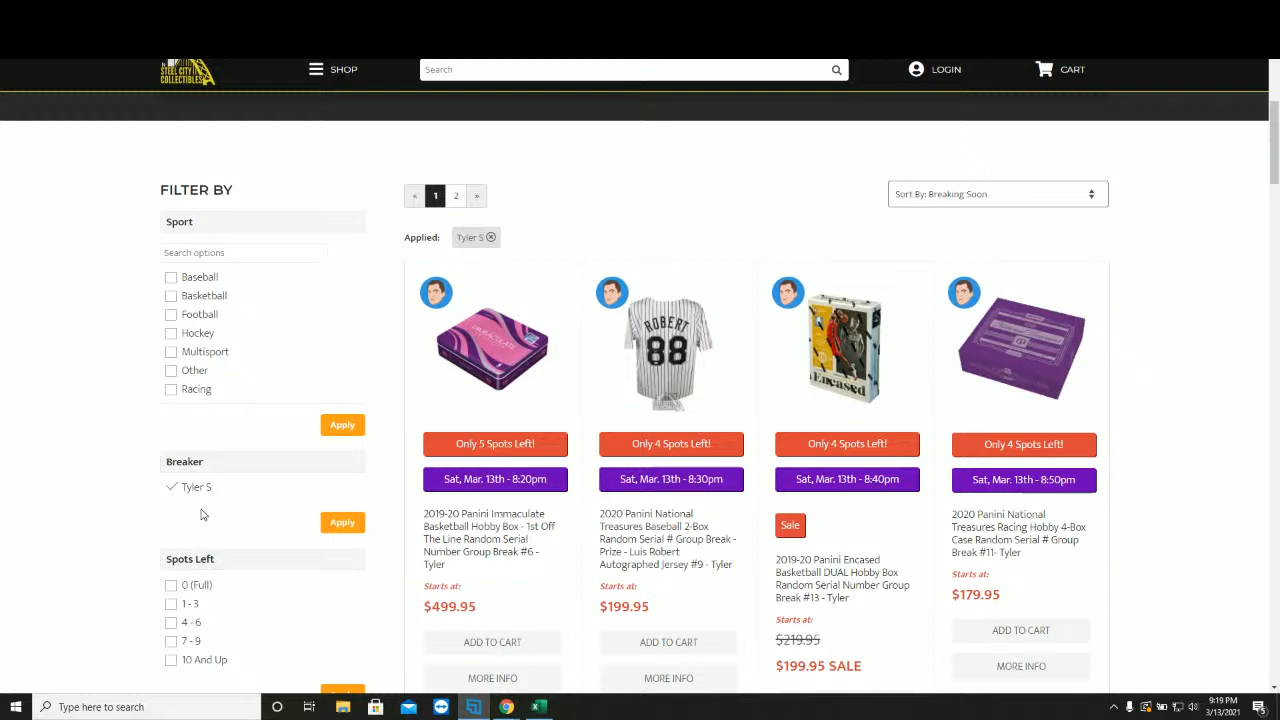 STEEL CITY
COLLECTIBLES
SHOP
Search
LOGIN
CART
FILTER BY
« 1 2 »
Sort By: Breaking Soon
Sport
Applied: Tyler S
Search options
Baseball
Basketball
Football
Hockey
Multisport
Other
Racing
Apply
Breaker
Tyler S
Apply
Spots Left
0 (Full)
1 - 3
4 - 6
7 - 9
10 And Up
IMMACULATE
Only 5 Spots Left!
Sat, Mar. 13th - 8:20pm
2019-20 Panini Immaculate
Basketball Hobby Box - 1st Off
The Line Random Serial
Number Group Break #6 -
Tyler
Starts at:
$499.95
ADD TO CART
MORE INFO
ROBERT
88
Only 4 Spots Left!
Sat, Mar. 13th - 8:30pm
2020 Panini National
Treasures Baseball 2-Box
Random Serial # Group Break -
Prize - Luis Robert
Autographed Jersey #9 - Tyler
Starts at:
$199.95
ADD TO CART
MORE INFO
Encased
Only 4 Spots Left!
Sat, Mar. 13th - 8:40pm
Sale
2019-20 Panini Encased
Basketball DUAL Hobby Box
Random Serial Number Group
Break #13 - Tyler
Starts at:
$219.95
$199.95 SALE
Only 4 Spots Left!
Sat, Mar. 13th - 8:50pm
2020 Panini National
Treasures Racing Hobby 4-Box
Case Random Serial # Group
Break #11- Tyler
Starts at:
$179.95
ADD TO CART
MORE INFO
Type here to search
9:19 PM
3/13/2021